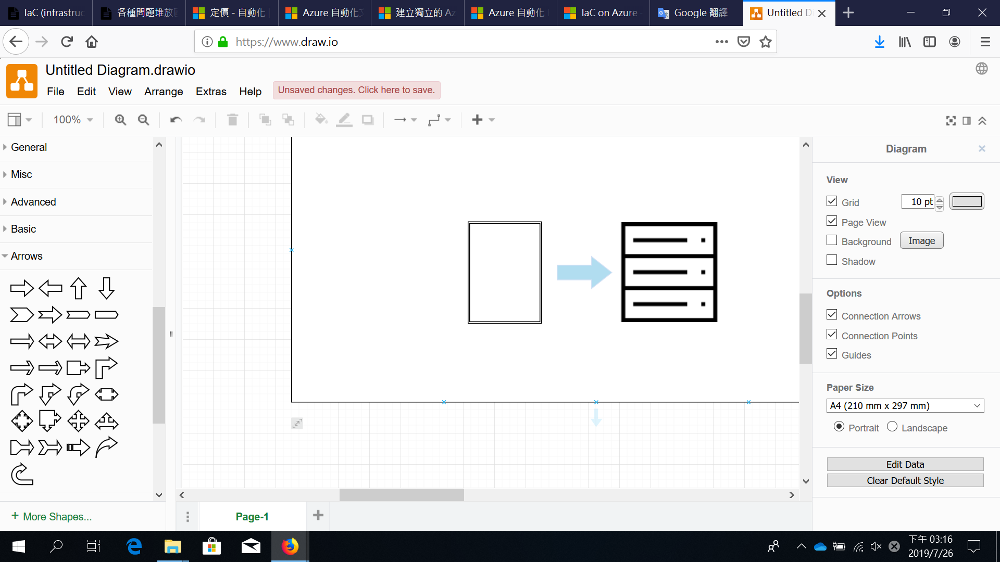 IaC (infrastruc
各種問題堆放
定價 - 自動化
Azure 自動化
建立獨立的 Az
Azure 自動化
IaC on Azure
Google 翻譯
Untitled D
https://www.draw.io
Untitled Diagram.drawio
File Edit View Arrange Extras Help
Unsaved changes. Click here to save.
100%
General
Misc
Advanced
Basic
Arrows
+ More Shapes...
Page-1
Diagram
View
Grid 10 pt
Page View
Background Image
Shadow
Options
Connection Arrows
Connection Points
Guides
Paper Size
A4 (210 mm x 297 mm)
Portrait Landscape
Edit Data
Clear Default Style
下午 03:16
2019/7/26